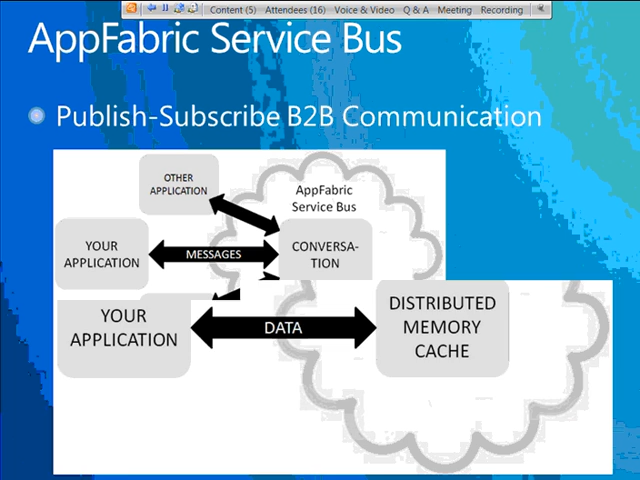 Content (5) Attendees (16) Voice & Video Q & A Meeting Recording
AppFabric Service Bus
Publish-Subscribe B2B Communication
OTHER
APPLICATION
AppFabric
Service Bus
YOUR
APPLICATION
MESSAGES
CONVERSA-
TION
YOUR
APPLICATION
DATA
DISTRIBUTED
MEMORY
CACHE